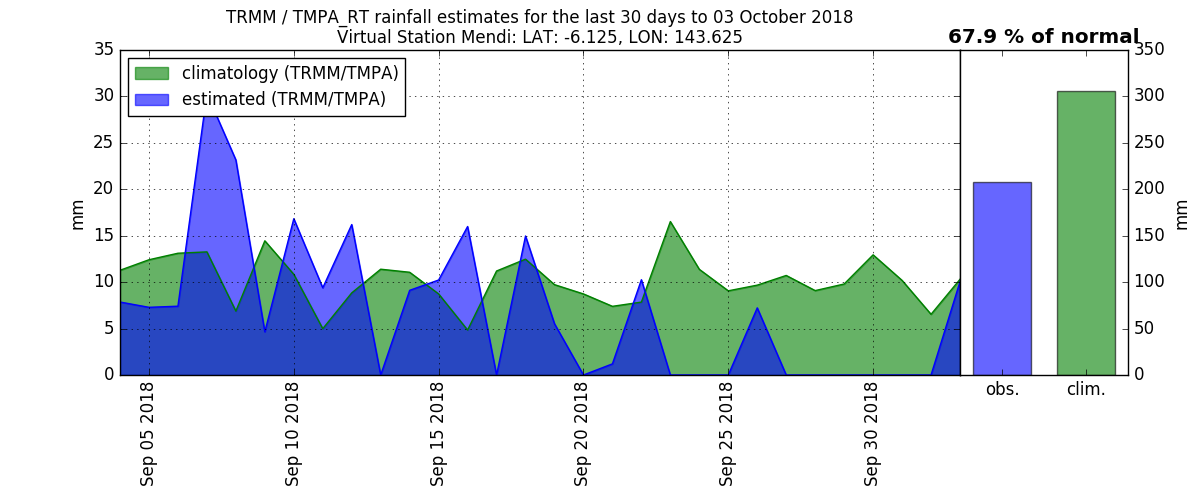 TRMM / TMPA_RT rainfall estimates for the last 30 days to 03 October 2018
Virtual Station Mendi: LAT: -6.125, LON: 143.625
67.9 % of normal
climatology (TRMM/TMPA)
estimated (TRMM/TMPA)
35
30
25
20
15
10
5
0
mm
350
300
250
200
150
100
50
0
mm
Sep 05 2018
Sep 10 2018
Sep 15 2018
Sep 20 2018
Sep 25 2018
Sep 30 2018
obs.
clim.